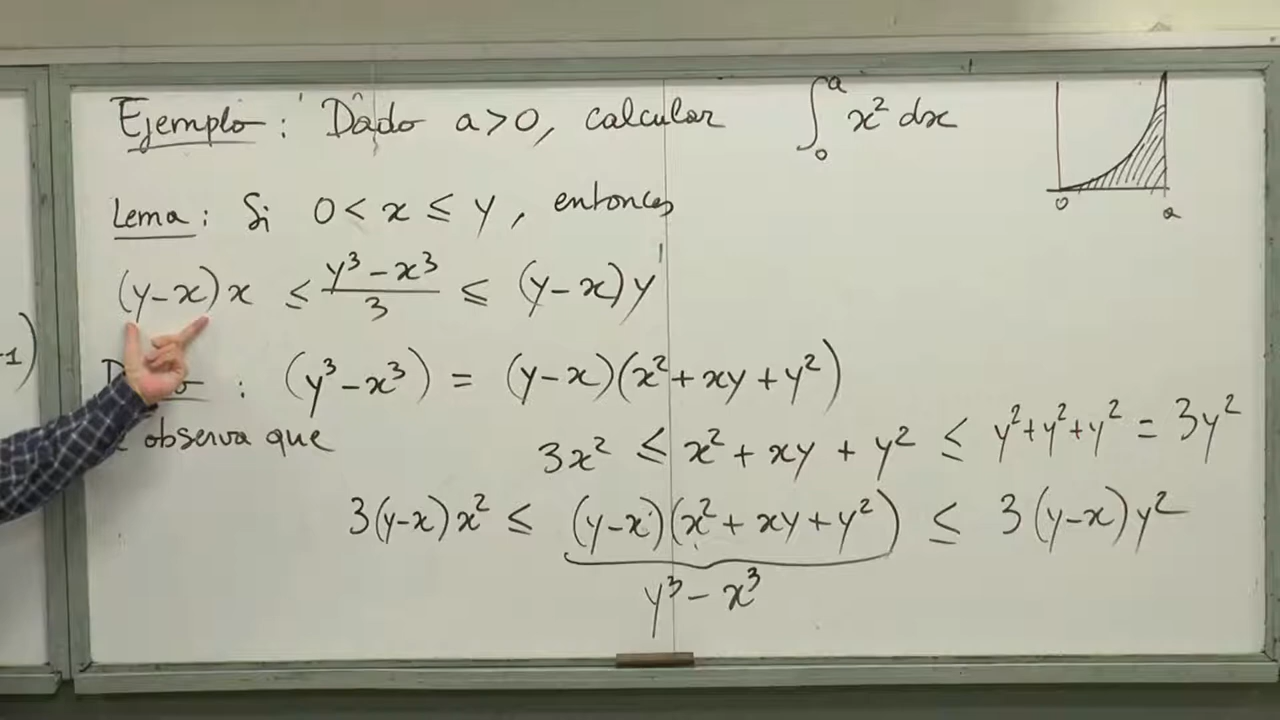 Ejemplo: Dado a>0, calcular ∫₀ᵃ x² dx
0 a
Lema: Si 0 < x ≤ y, entonces
(y-x)x ≤ (y³-x³)/3 ≤ (y-x)y
-1)
: (y³-x³) = (y-x)(x²+xy+y²)
observa que
3x² ≤ x²+xy+y² ≤ y²+y²+y² = 3y²
3(y-x)x² ≤ (y-x)(x²+xy+y²) ≤ 3(y-x)y²
y³-x³